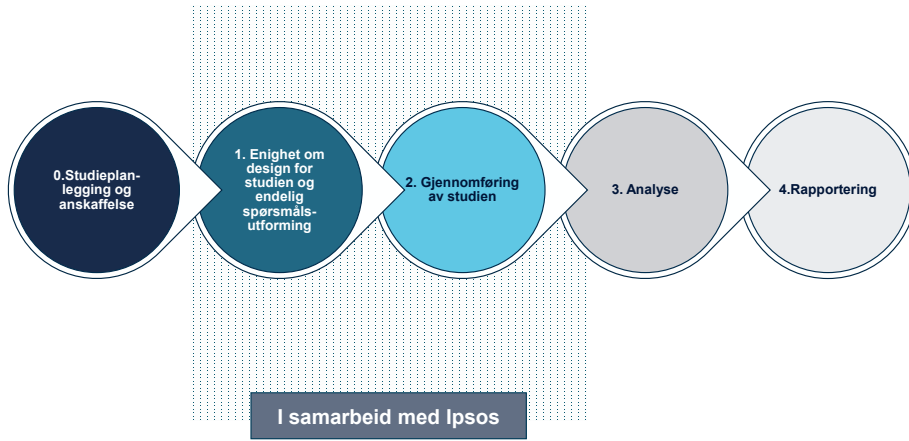 0.Studieplan-
legging og
anskaffelse
1. Enighet om
design for
studien og
endelig
spørsmåls-
utforming
2. Gjennomføring
av studien
3. Analyse
4.Rapportering
I samarbeid med Ipsos